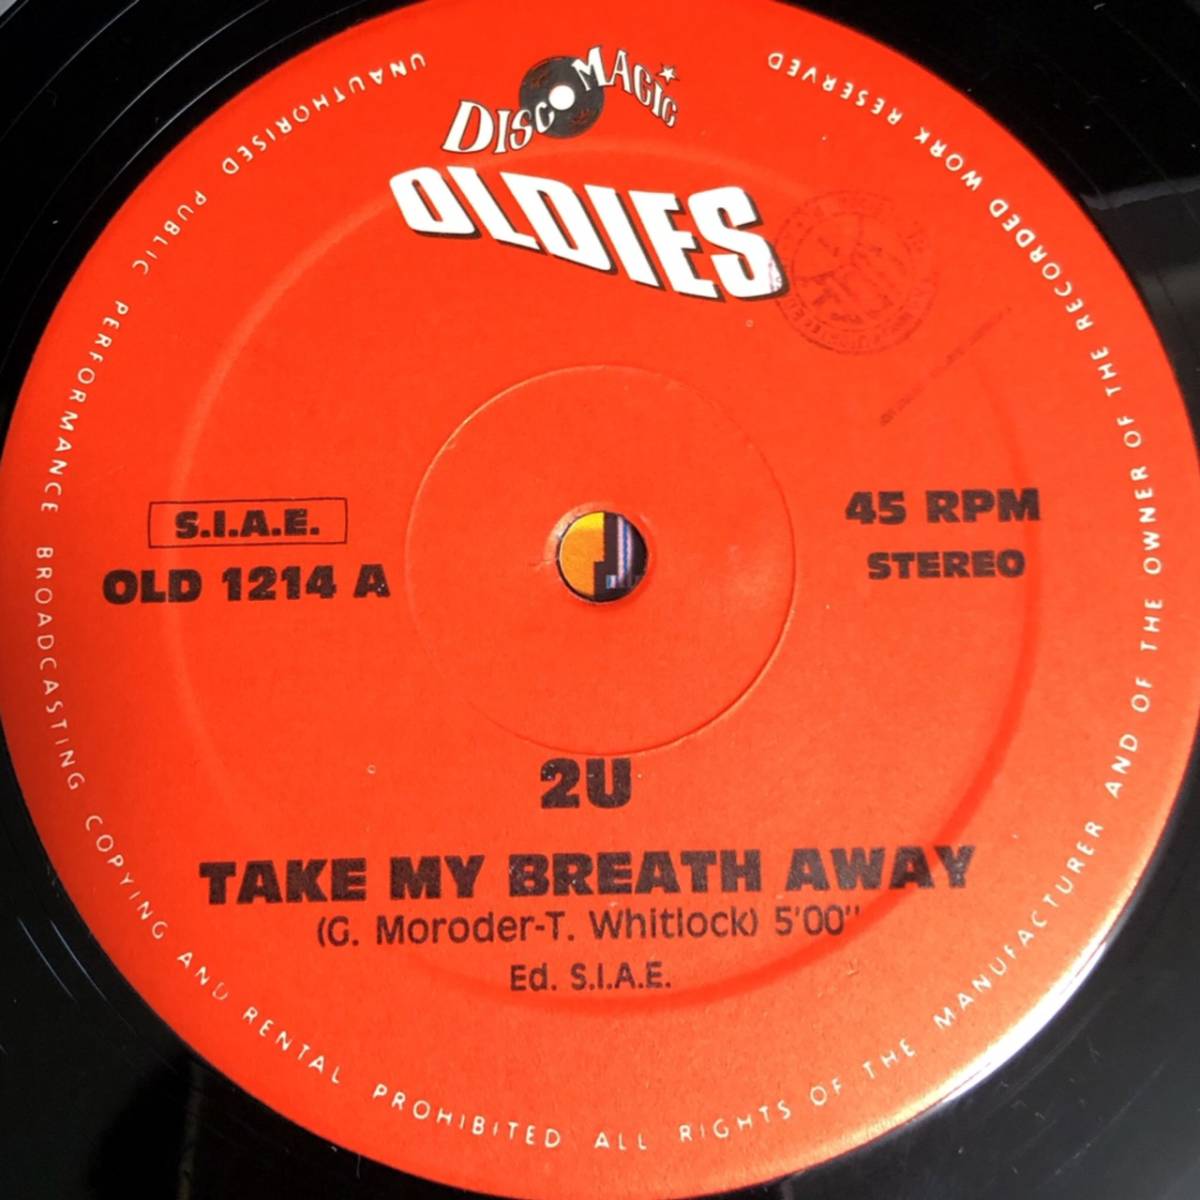 DISCO MAGIC
OLDIES
S.I.A.E.
OLD 1214 A
45 RPM
STEREO
2U
TAKE MY BREATH AWAY
(G. Moroder-T. Whitlock) 5'00"
Ed. S.I.A.E.
UNAUTHORISED PUBLIC PERFORMANCE BROADCASTING COPYING AND RENTAL PROHIBITED ALL RIGHTS OF THE MANUFACTURER AND OF THE OWNER OF THE RECORDED WORK RESERVED